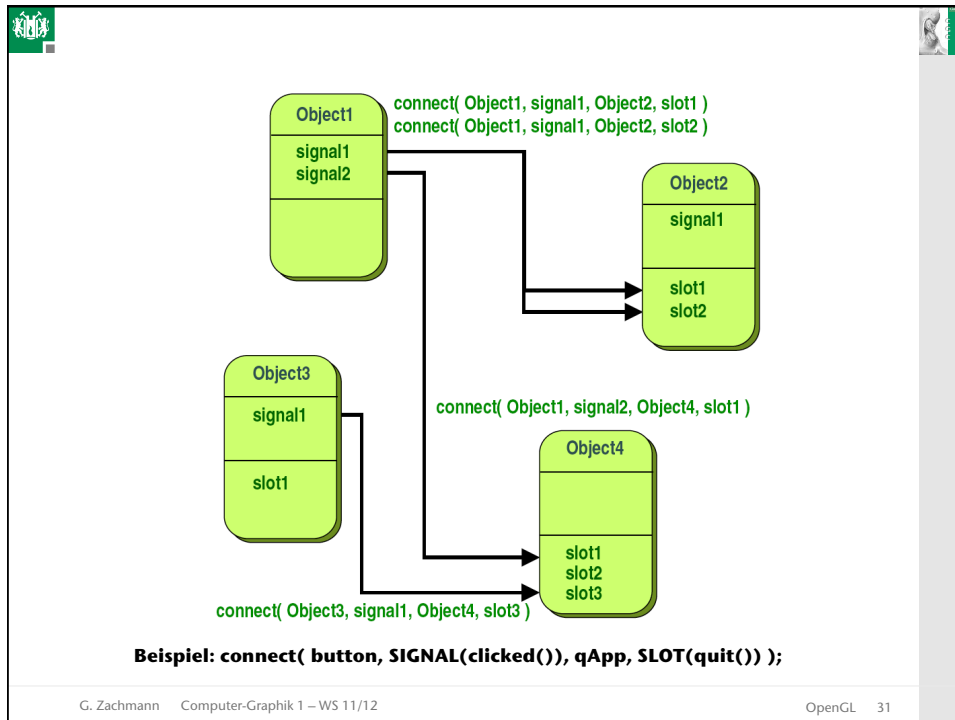 Object1
signal1
signal2
connect( Object1, signal1, Object2, slot1 )
connect( Object1, signal1, Object2, slot2 )
Object2
signal1
slot1
slot2
Object3
signal1
slot1
connect( Object1, signal2, Object4, slot1 )
Object4
slot1
slot2
slot3
connect( Object3, signal1, Object4, slot3 )
Beispiel: connect( button, SIGNAL(clicked()), qApp, SLOT(quit()) );
G. Zachmann Computer-Graphik 1 – WS 11/12 OpenGL 31